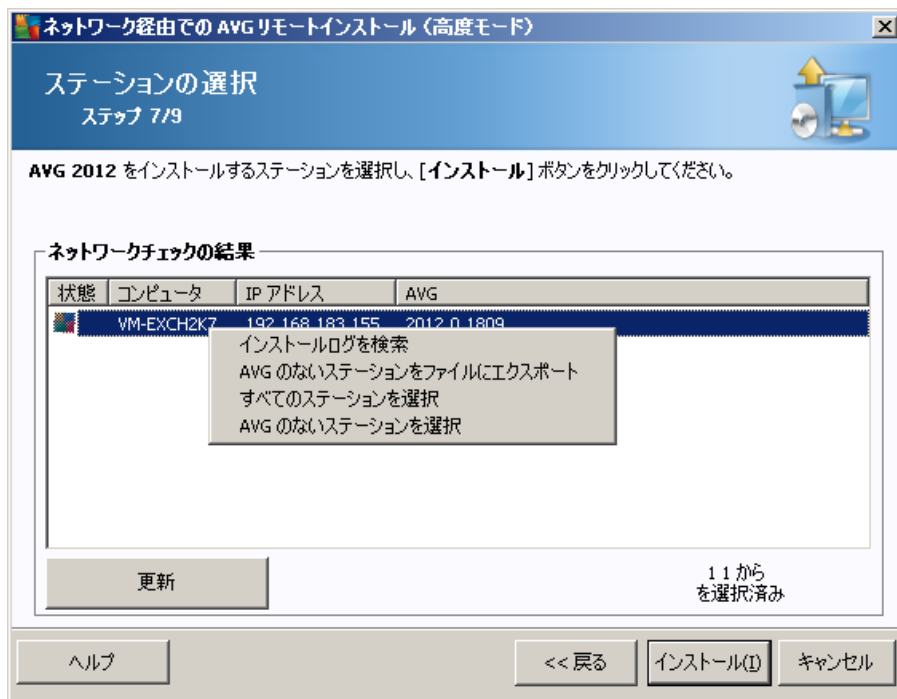 ネットワーク経由での AVG リモートインストール（高度モード）
ステーションの選択
ステップ 7/9
AVG 2012 をインストールするステーションを選択し、[インストール] ボタンをクリックしてください。
ネットワークチェックの結果
状態 コンピュータ IP アドレス AVG
VM-EXCH2K7 192.168.183.155 2012.0.1809
インストールログを検索
AVG のないステーションをファイルにエクスポート
すべてのステーションを選択
AVG のないステーションを選択
更新
1 1 から
を選択済み
ヘルプ
<< 戻る
インストール(I)
キャンセル